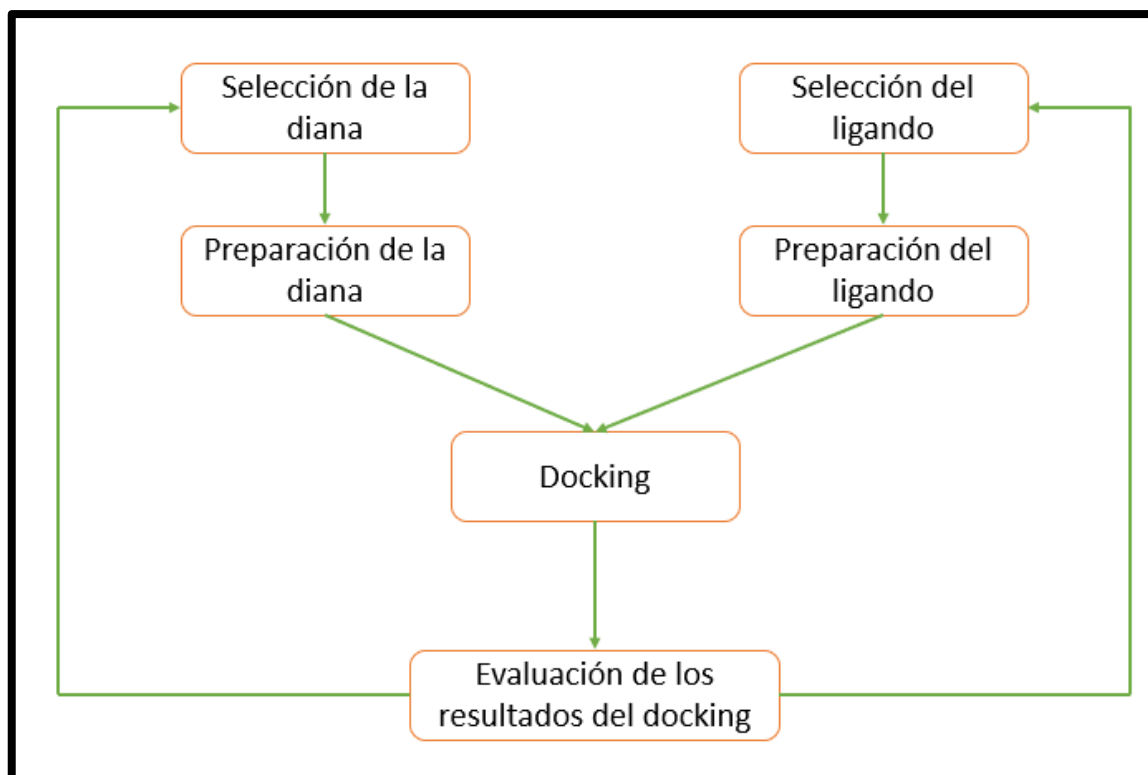 Selección de la
diana
Selección del
ligando
Preparación de la
diana
Preparación del
ligando
Docking
Evaluación de los
resultados del docking